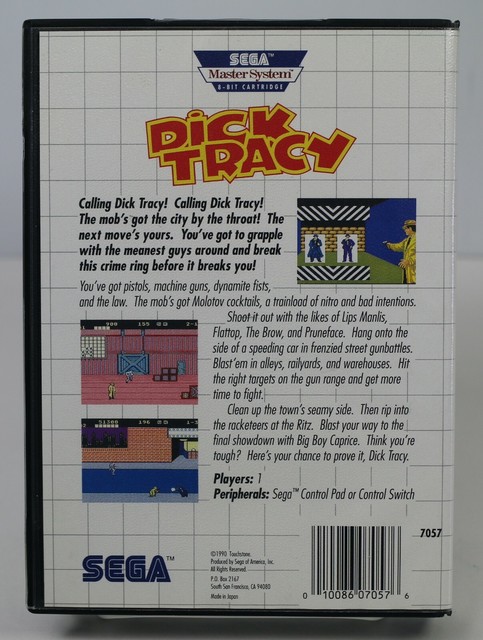 SEGA™
Master System™
8-BIT CARTRIDGE
DICK
TRACY
Calling Dick Tracy! Calling Dick Tracy!
The mob's got the city by the throat! The
next move's yours. You've got to grapple
with the meanest guys around and break
this crime ring before it breaks you!
You've got pistols, machine guns, dynamite fists,
and the law. The mob's got Molotov cocktails, a trainload of nitro and bad intentions.
Shoot it out with the likes of Lips Manlis,
Flattop, The Brow, and Pruneface. Hang onto the
side of a speeding car in frenzied street gunbattles.
Blast'em in alleys, railyards, and warehouses. Hit
the right targets on the gun range and get more
time to fight.
Clean up the town's seamy side. Then rip into
the racketeers at the Ritz. Blast your way to the
final showdown with Big Boy Caprice. Think you're
tough? Here's your chance to prove it, Dick Tracy.
Players: 1
Peripherals: Sega™ Control Pad or Control Switch
7057
SEGA™
©1990 Touchstone.
Produced by Sega of America, Inc.
All Rights Reserved.
P.O. Box 2167
South San Francisco, CA 94080
Made in Japan
0 10086 07057 6